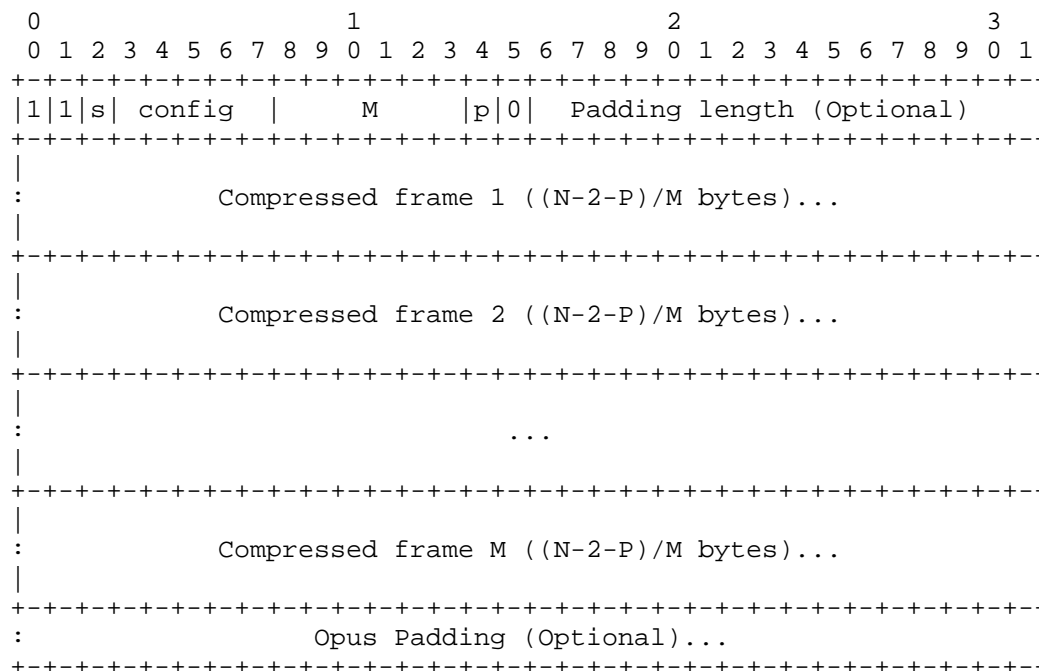 0                   1                   2                   3
 0 1 2 3 4 5 6 7 8 9 0 1 2 3 4 5 6 7 8 9 0 1 2 3 4 5 6 7 8 9 0 1
+-+-+-+-+-+-+-+-+-+-+-+-+-+-+-+-+-+-+-+-+-+-+-+-+-+-+-+-+-+-+-+--
|1|1|s| config  |     M     |p|0|  Padding length (Optional)
+-+-+-+-+-+-+-+-+-+-+-+-+-+-+-+-+-+-+-+-+-+-+-+-+-+-+-+-+-+-+-+--
|
:            Compressed frame 1 ((N-2-P)/M bytes)...
|
+-+-+-+-+-+-+-+-+-+-+-+-+-+-+-+-+-+-+-+-+-+-+-+-+-+-+-+-+-+-+-+--
|
:            Compressed frame 2 ((N-2-P)/M bytes)...
|
+-+-+-+-+-+-+-+-+-+-+-+-+-+-+-+-+-+-+-+-+-+-+-+-+-+-+-+-+-+-+-+--
|
:                              ...
|
+-+-+-+-+-+-+-+-+-+-+-+-+-+-+-+-+-+-+-+-+-+-+-+-+-+-+-+-+-+-+-+--
|
:            Compressed frame M ((N-2-P)/M bytes)...
|
+-+-+-+-+-+-+-+-+-+-+-+-+-+-+-+-+-+-+-+-+-+-+-+-+-+-+-+-+-+-+-+--
:                  Opus Padding (Optional)...
+-+-+-+-+-+-+-+-+-+-+-+-+-+-+-+-+-+-+-+-+-+-+-+-+-+-+-+-+-+-+-+--